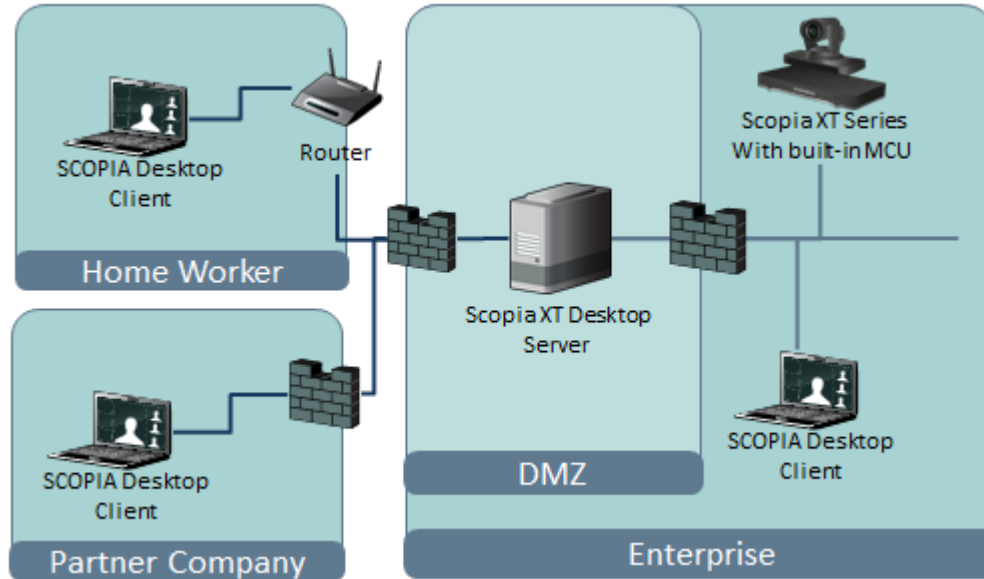 SCOPIA Desktop
Client
Router
Home Worker
SCOPIA Desktop
Client
Partner Company
Scopia XT Desktop
Server
DMZ
Scopia XT Series
With built-in MCU
SCOPIA Desktop
Client
Enterprise